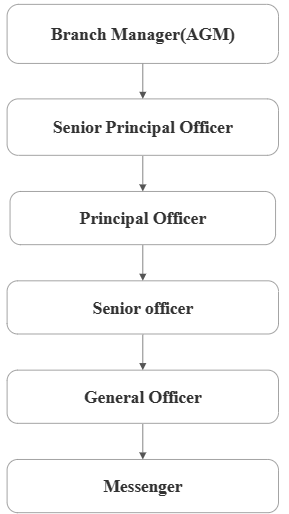 Branch Manager(AGM)
Senior Principal Officer
Principal Officer
Senior officer
General Officer
Messenger